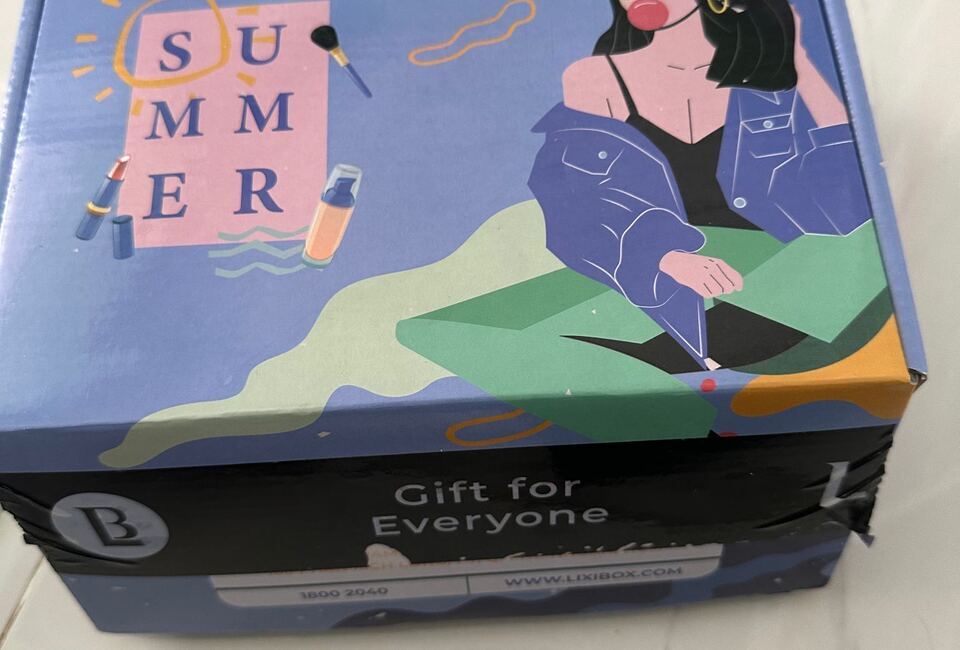 S U
M M
E R
Gift for
Everyone
B
L
1800 2040
WWW.LIXIBOX.COM